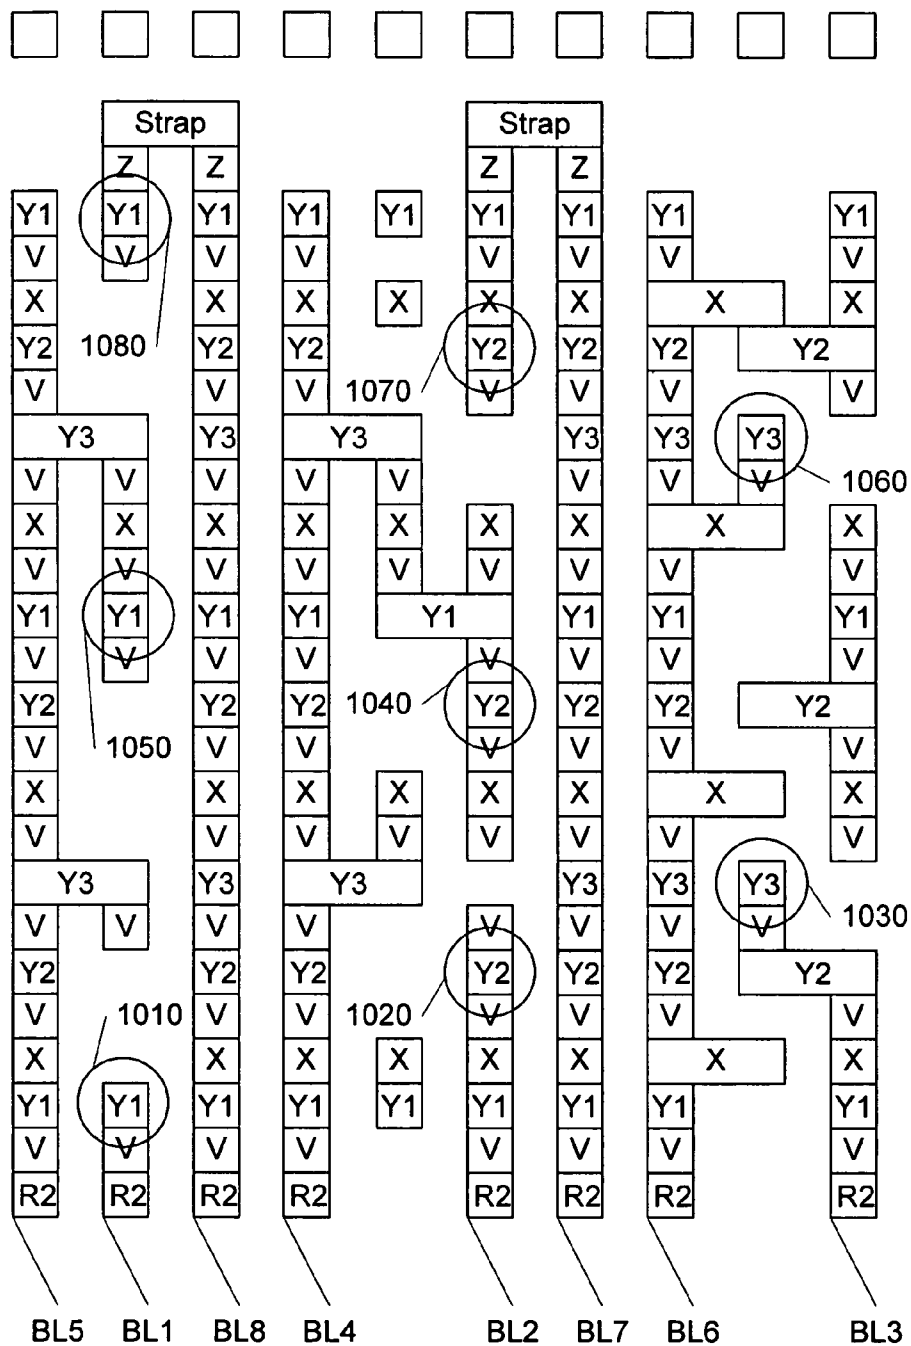 Strap Strap
Z Z Z Z
Y1 Y1 Y1 Y1 Y1 Y1 Y1 Y1 Y1
V V V V V V V V
X X X X X X X X
1080 Y2 Y2 Y2 Y2 Y2 Y2 Y2
V V V 1070 V V V V
Y3 Y3 Y3 Y3 Y3 Y3
V V V V V V V V 1060
X X X X X X X X X
V V V V V V V V V
Y1 Y1 Y1 Y1 Y1 Y1 Y1 Y1
V V V V V V V V
Y2 Y2 Y2 1040 Y2 Y2 Y2 Y2
V 1050 V V V V V V
X X X X X X X X
V V V V V V V V
Y3 Y3 Y3 Y3 Y3 Y3
V V V V V V V V 1030
Y2 Y2 Y2 Y2 Y2 Y2 Y2
V 1010 V V 1020 V V V V
X X X X X X X X
Y1 Y1 Y1 Y1 Y1 Y1 Y1 Y1 Y1
V V V V V V V V
R2 R2 R2 R2 R2 R2 R2 R2
BL5 BL1 BL8 BL4 BL2 BL7 BL6 BL3